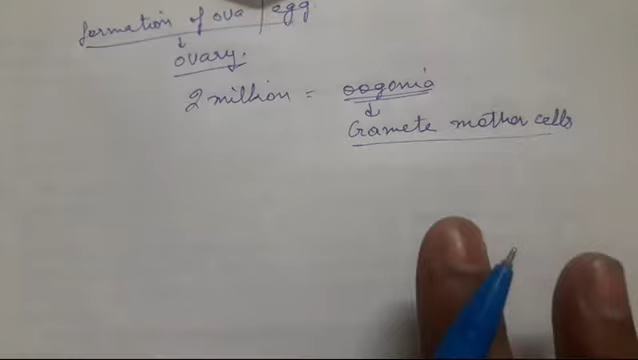 formation of ova / egg
↓
ovary.
2 million = oogonia
↓
Gamete mother cells